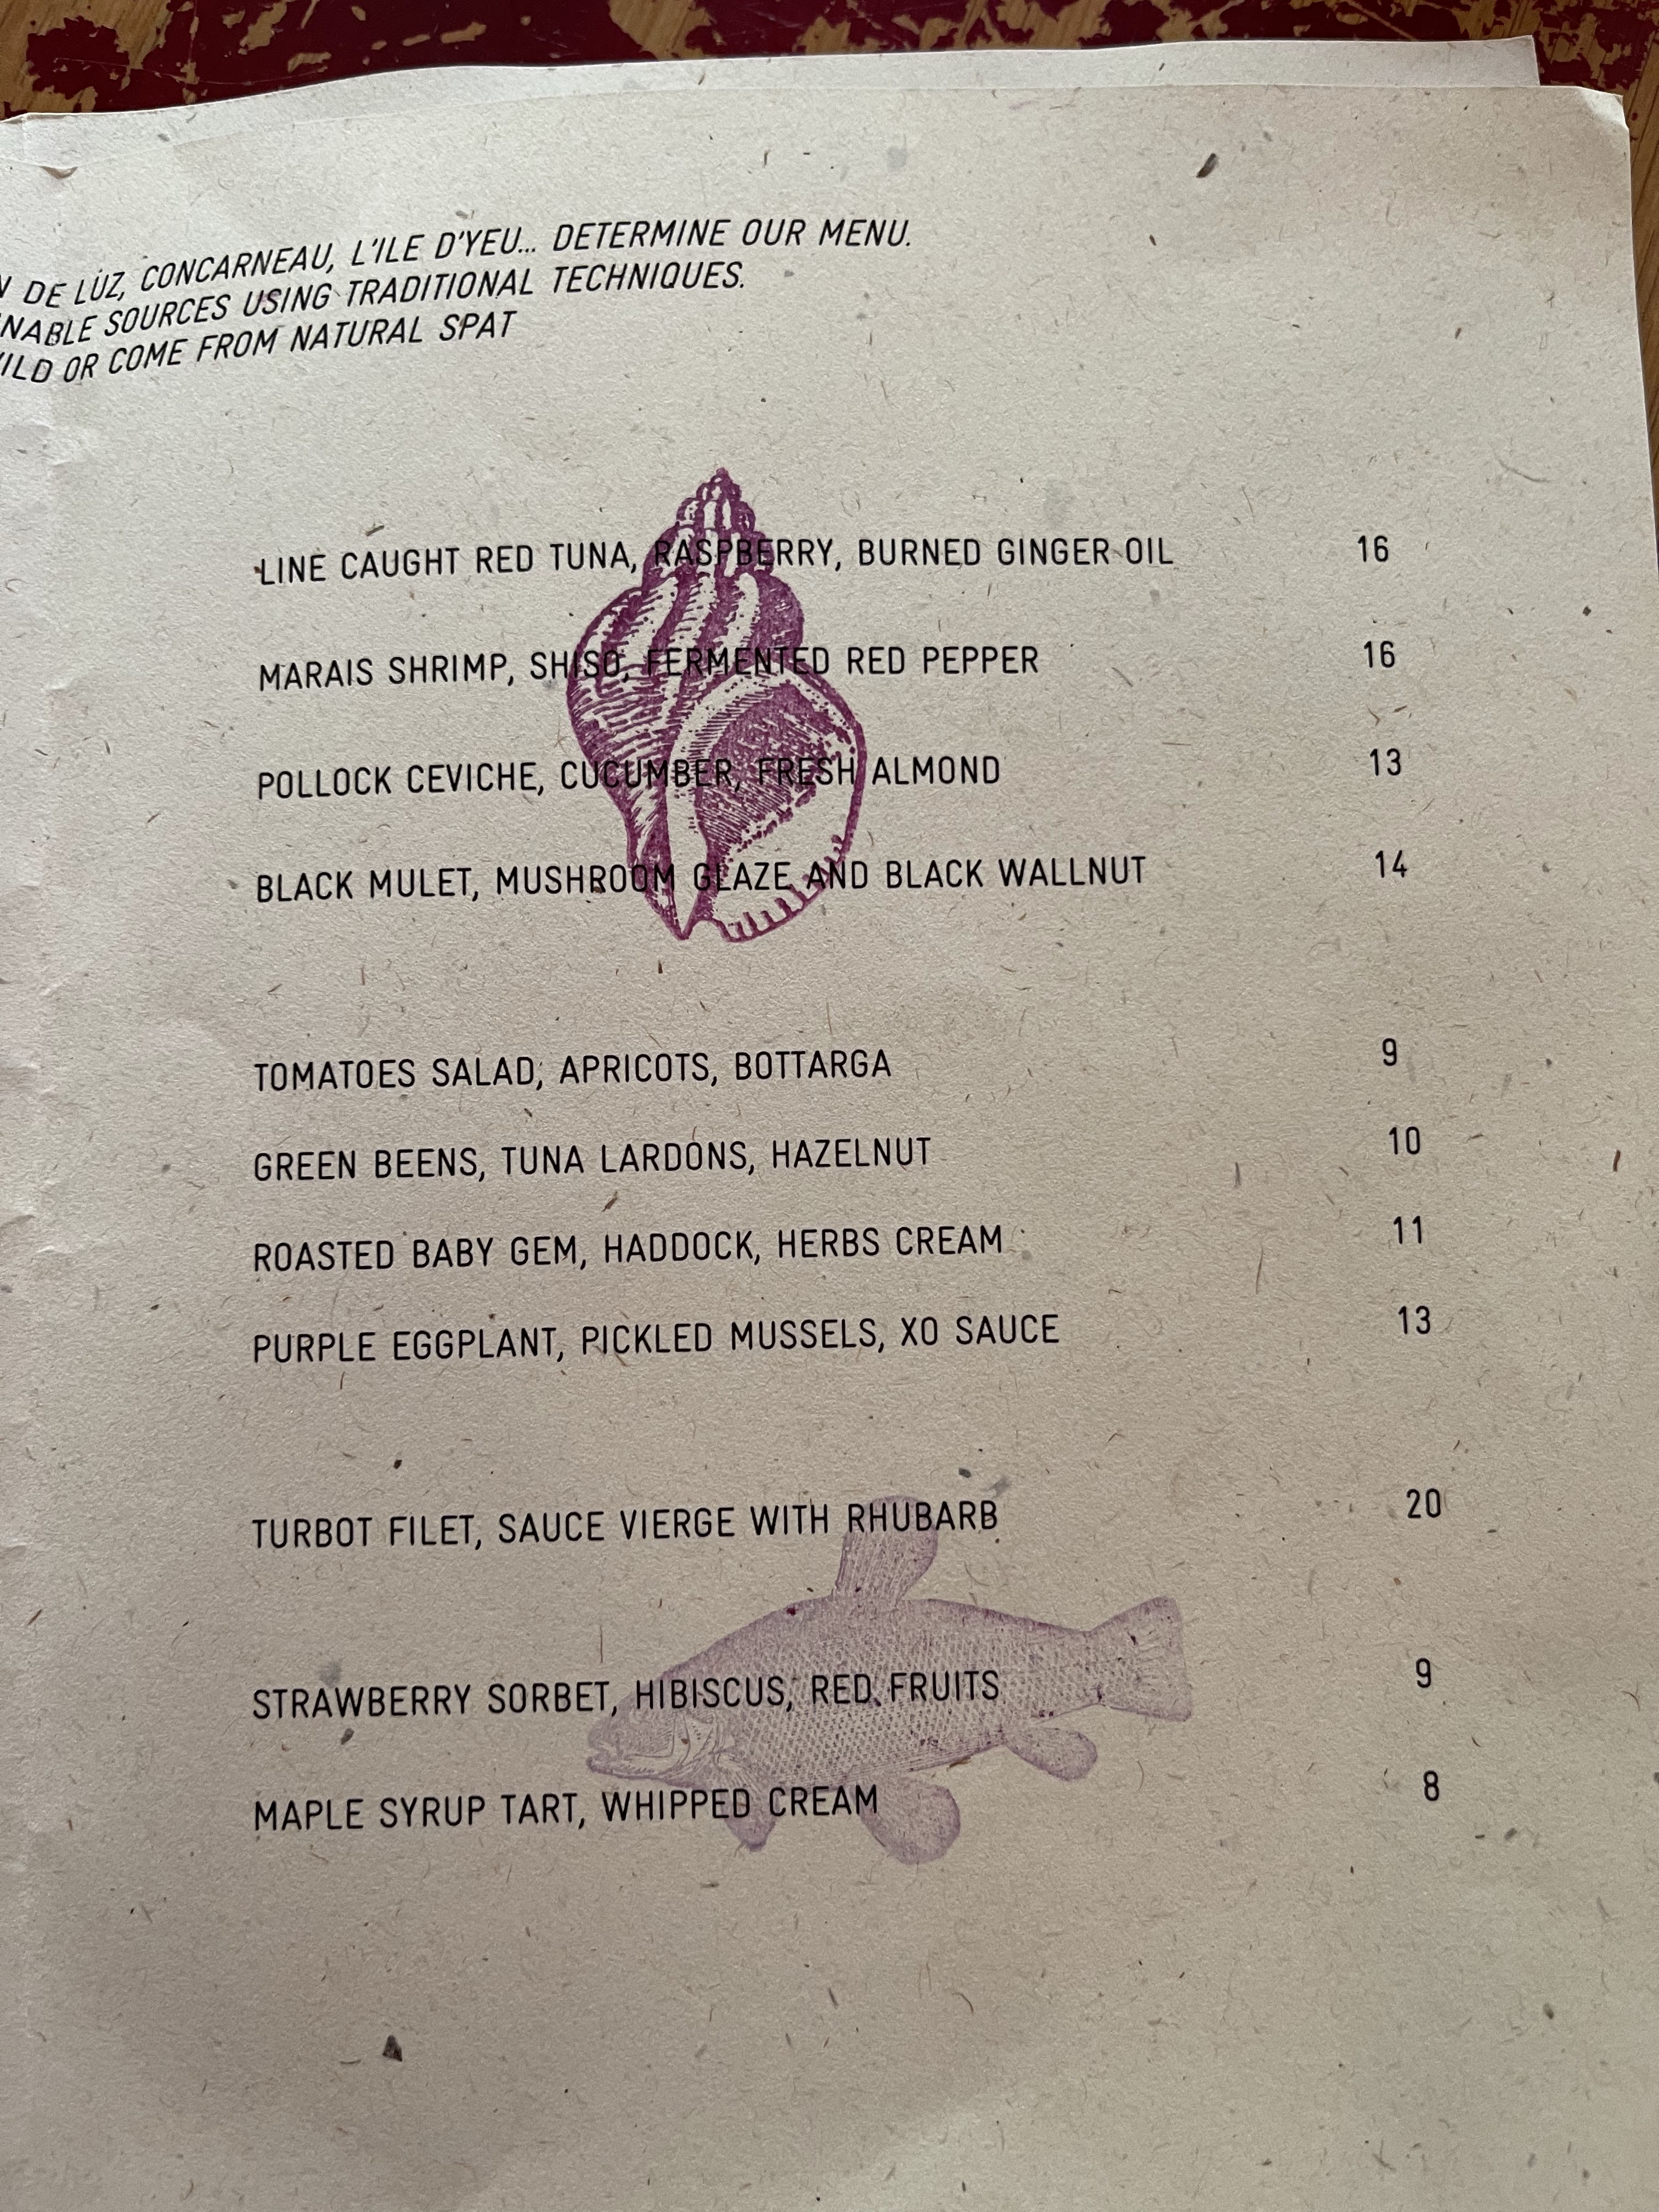 DE LUZ, CONCARNEAU, L'ILE D'YEU... DETERMINE OUR MENU.
SOURCES USING TRADITIONAL TECHNIQUES.
OR COME FROM NATURAL SPAT
LINE CAUGHT RED TUNA, RASPBERRY, BURNED GINGER OIL 16
MARAIS SHRIMP, SHISO, FERMENTED RED PEPPER 16
POLLOCK CEVICHE, CUCUMBER, FRESH ALMOND 13
BLACK MULET, MUSHROOM GLAZE AND BLACK WALLNUT 14
TOMATOES SALAD, APRICOTS, BOTTARGA 9
GREEN BEENS, TUNA LARDONS, HAZELNUT 10
ROASTED BABY GEM, HADDOCK, HERBS CREAM 11
PURPLE EGGPLANT, PICKLED MUSSELS, XO SAUCE 13
TURBOT FILET, SAUCE VIERGE WITH RHUBARB 20
STRAWBERRY SORBET, HIBISCUS, RED FRUITS 9
MAPLE SYRUP TART, WHIPPED CREAM 8